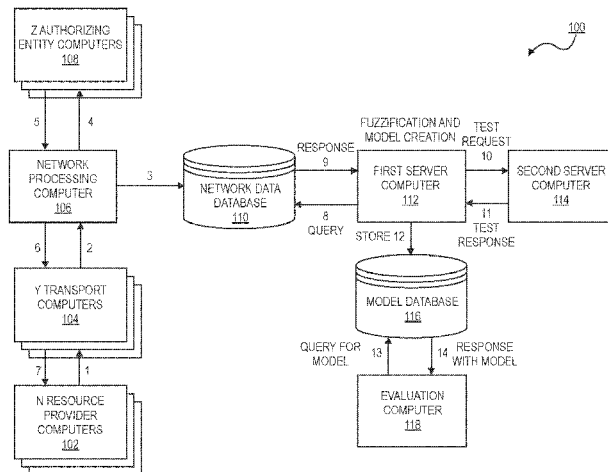 100
Z AUTHORIZING
ENTITY COMPUTERS
108
5
4
NETWORK
PROCESSING
COMPUTER
106
3
6
2
Y TRANSPORT
COMPUTERS
104
7
1
N RESOURCE
PROVIDER
COMPUTERS
102
NETWORK DATA
DATABASE
110
RESPONSE
9
8
QUERY
FUZZIFICATION AND
MODEL CREATION
FIRST SERVER
COMPUTER
112
TEST
REQUEST
10
11
TEST
RESPONSE
SECOND SERVER
COMPUTER
114
STORE 12
MODEL DATABASE
116
QUERY FOR
MODEL
13
14
RESPONSE
WITH MODEL
EVALUATION
COMPUTER
118